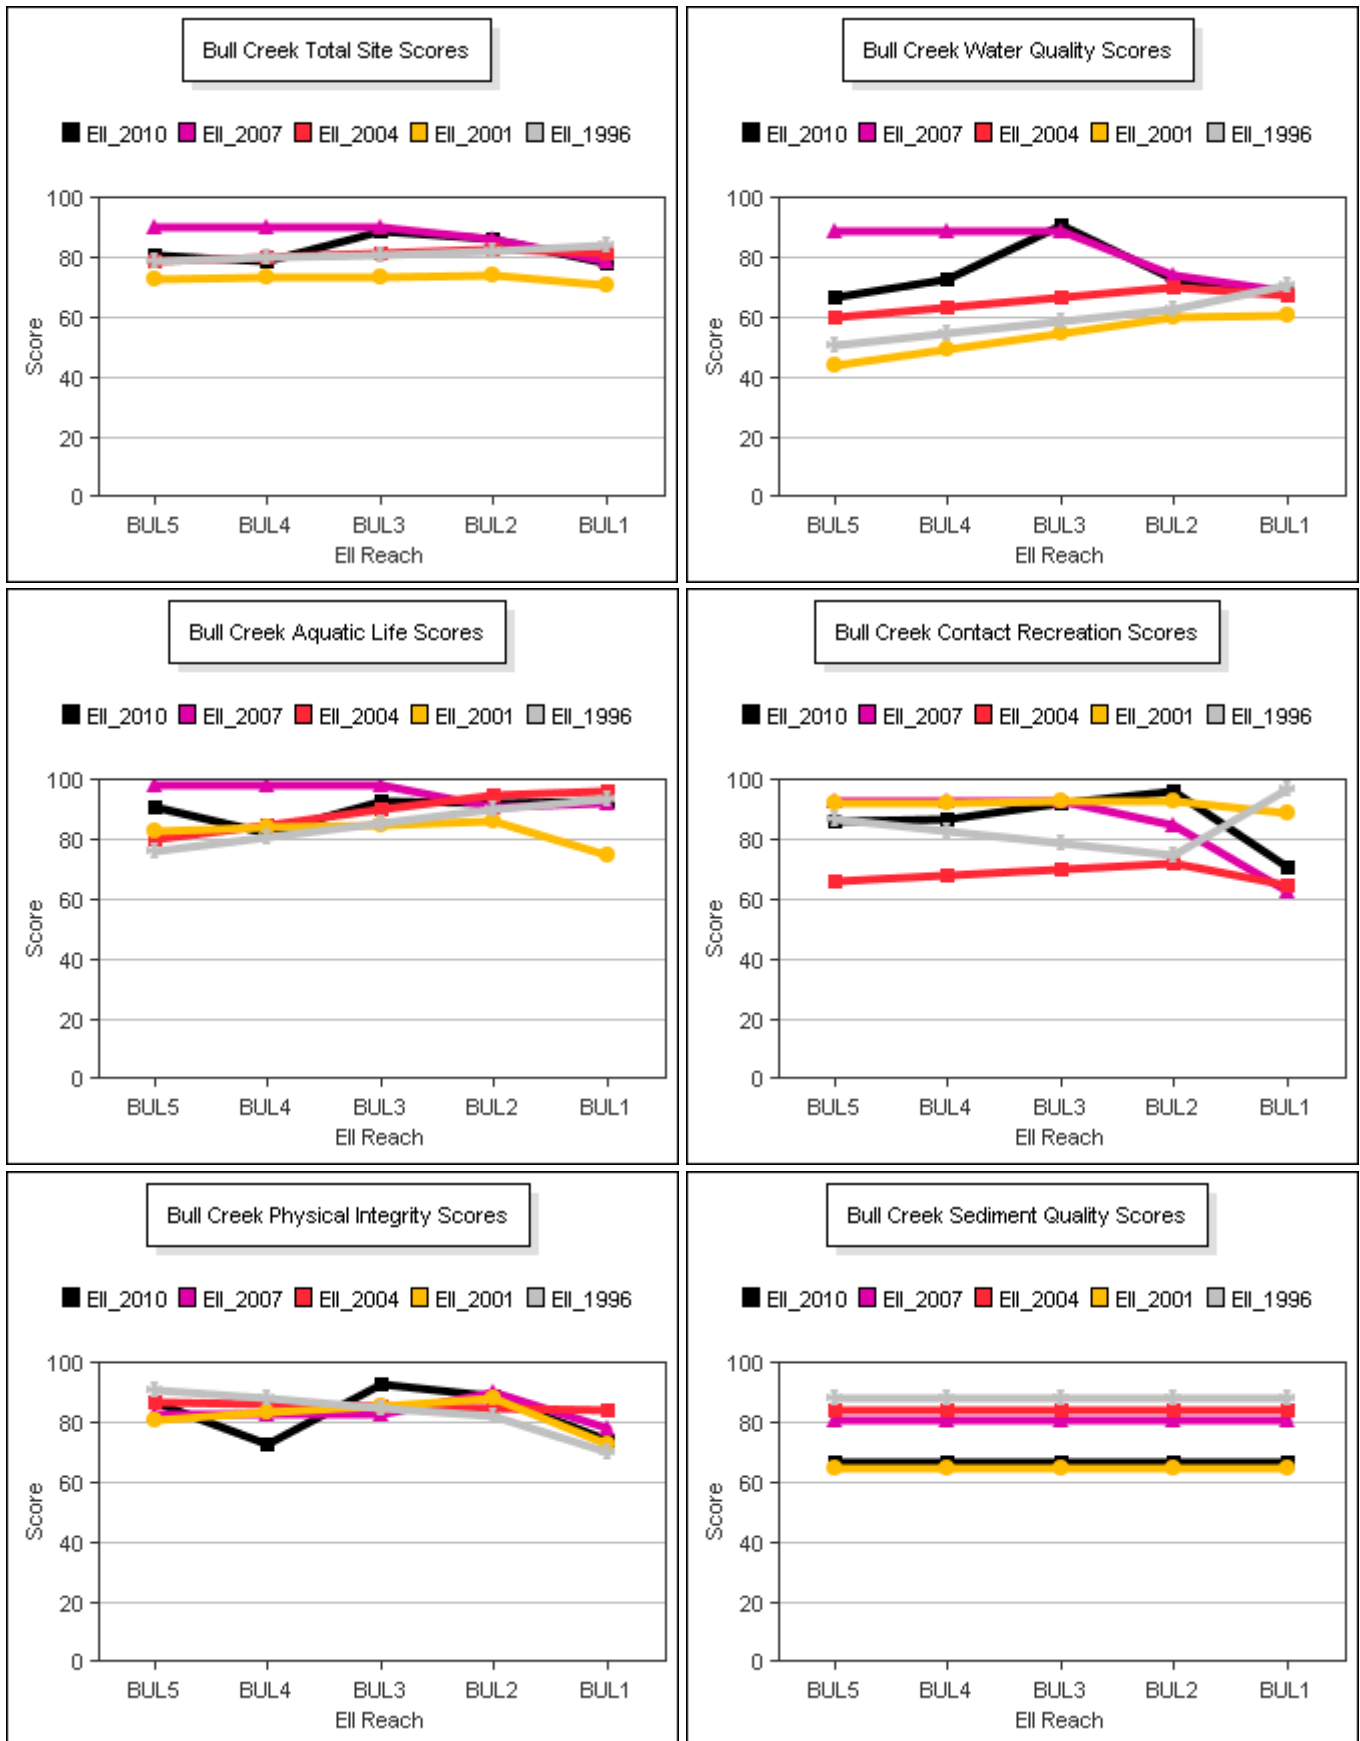 Bull Creek Total Site Scores
EII_2010 EII_2007 EII_2004 EII_2001 EII_1996
100
80
60
40
20
0
Score
BUL5 BUL4 BUL3 BUL2 BUL1
EII Reach
Bull Creek Water Quality Scores
EII_2010 EII_2007 EII_2004 EII_2001 EII_1996
100
80
60
40
20
0
Score
BUL5 BUL4 BUL3 BUL2 BUL1
EII Reach
Bull Creek Aquatic Life Scores
EII_2010 EII_2007 EII_2004 EII_2001 EII_1996
100
80
60
40
20
0
Score
BUL5 BUL4 BUL3 BUL2 BUL1
EII Reach
Bull Creek Contact Recreation Scores
EII_2010 EII_2007 EII_2004 EII_2001 EII_1996
100
80
60
40
20
0
Score
BUL5 BUL4 BUL3 BUL2 BUL1
EII Reach
Bull Creek Physical Integrity Scores
EII_2010 EII_2007 EII_2004 EII_2001 EII_1996
100
80
60
40
20
0
Score
BUL5 BUL4 BUL3 BUL2 BUL1
EII Reach
Bull Creek Sediment Quality Scores
EII_2010 EII_2007 EII_2004 EII_2001 EII_1996
100
80
60
40
20
0
Score
BUL5 BUL4 BUL3 BUL2 BUL1
EII Reach